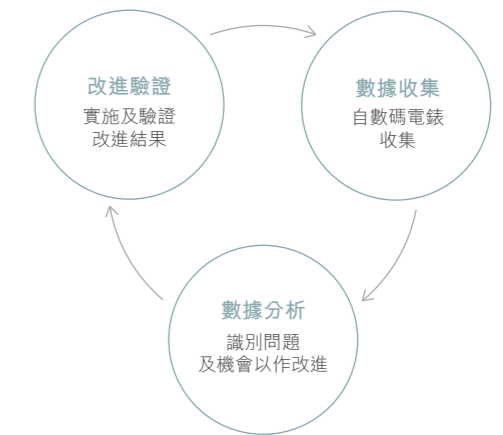 改進驗證
實施及驗證
改進結果
數據收集
自數碼電錶
收集
數據分析
識別問題
及機會以作改進